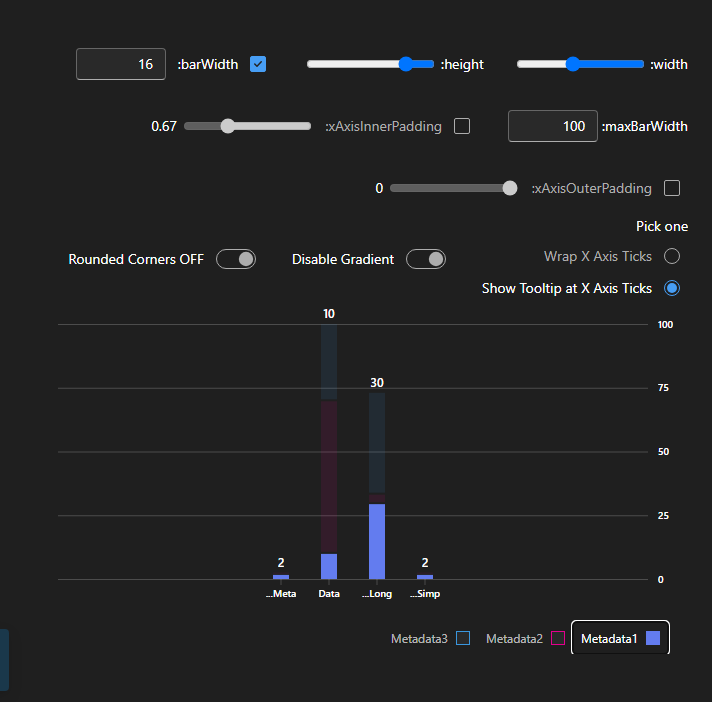 16 :barWidth :height :width
0.67 :xAxisInnerPadding 100 :maxBarWidth
0 :xAxisOuterPadding
Pick one
Rounded Corners OFF Disable Gradient Wrap X Axis Ticks
Show Tooltip at X Axis Ticks
10
100
75
30
50
25
2
2
0
...Meta Data ...Long ...Simp
Metadata3 Metadata2 Metadata1